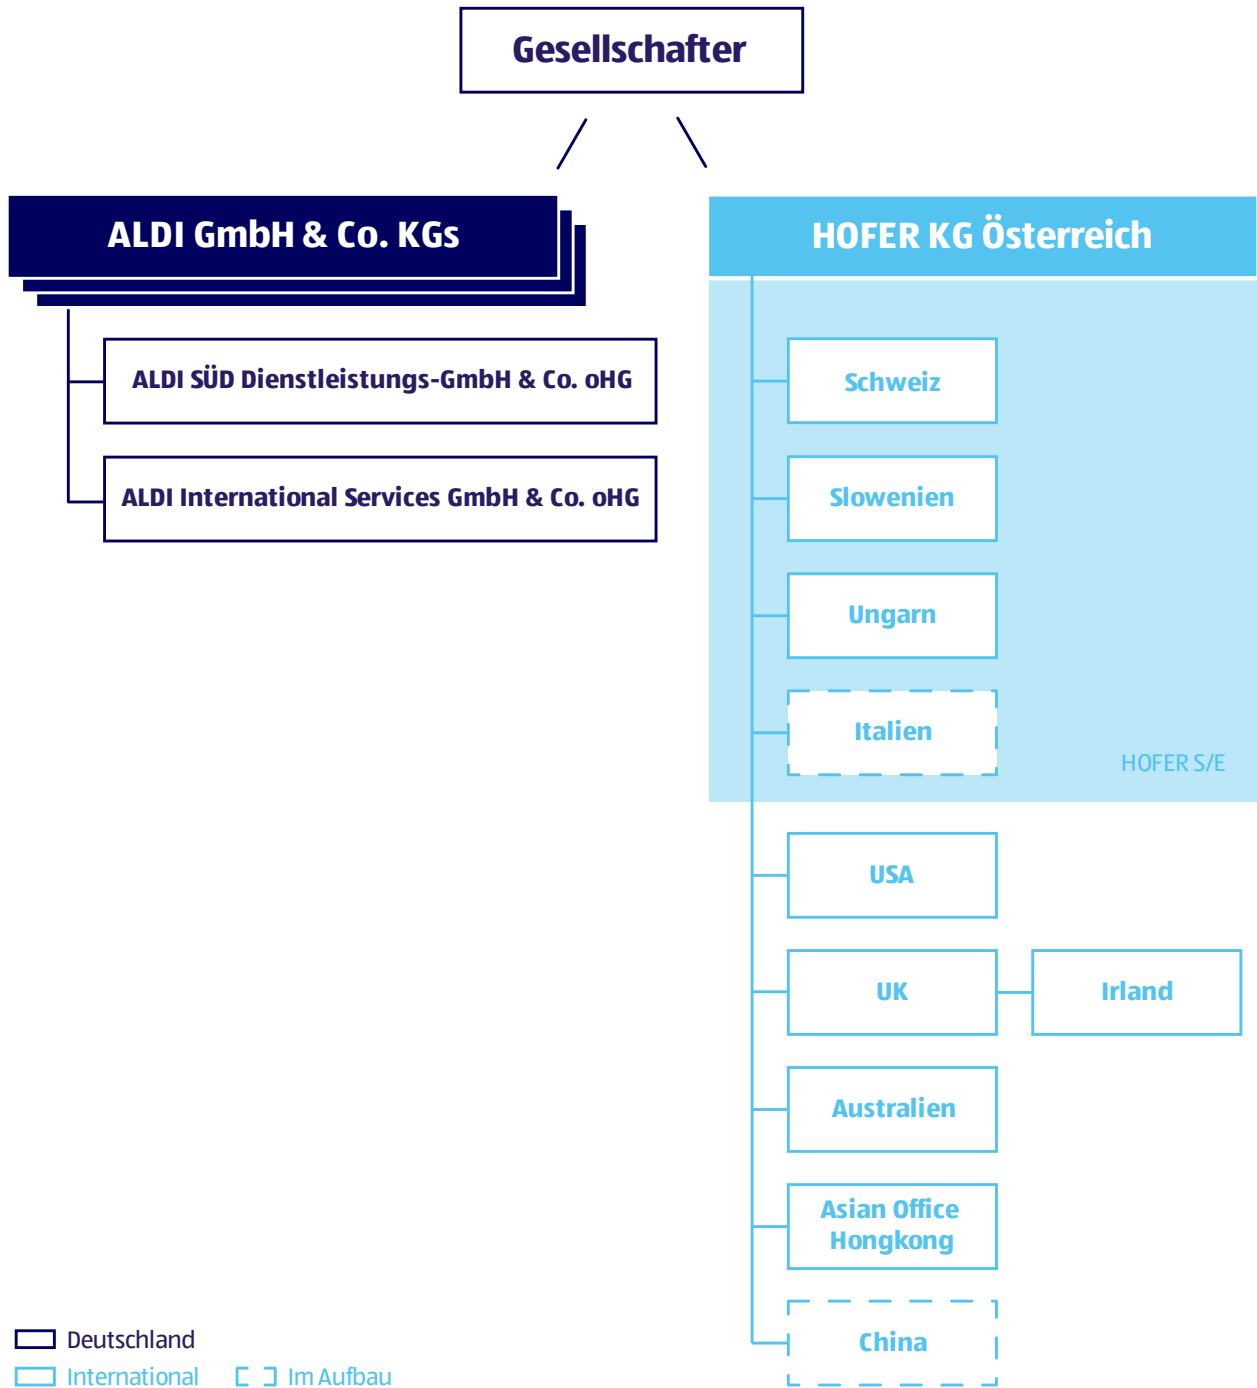 Gesellschafter
ALDI GmbH & Co. KGs
ALDI SÜD Dienstleistungs-GmbH & Co. oHG
ALDI International Services GmbH & Co. oHG
HOFER KG Österreich
Schweiz
Slowenien
Ungarn
Italien
HOFER S/E
USA
UK
Irland
Australien
Asian Office
Hongkong
China
Deutschland
International
Im Aufbau